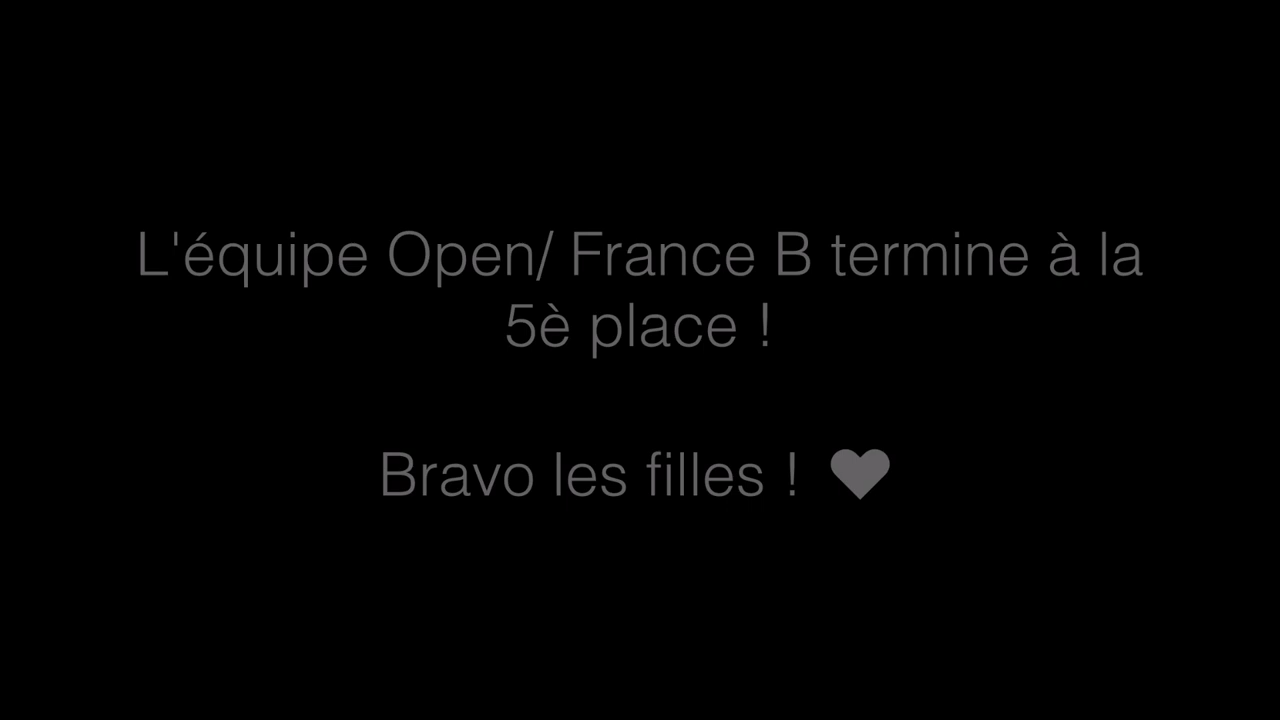 L'équipe Open/ France B termine à la
5è place !
Bravo les filles ! ♥